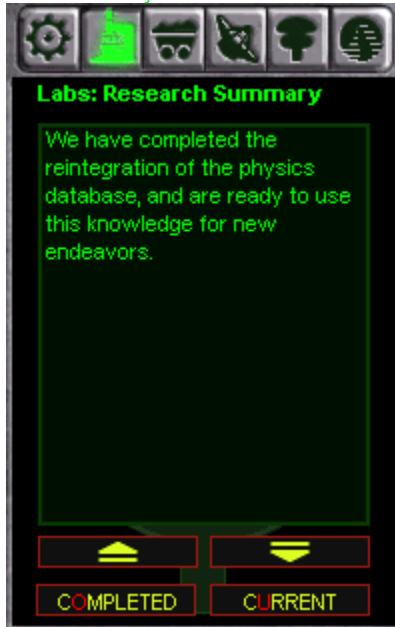 Labs: Research Summary
We have completed the
reintegration of the physics
database, and are ready to use
this knowledge for new
endeavors.
COMPLETED
CURRENT